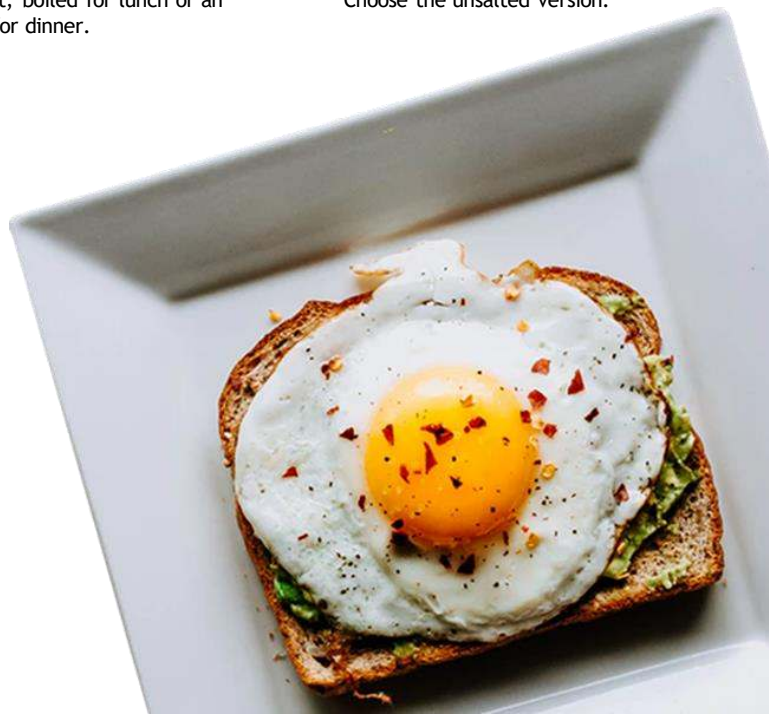 boiled for lunch or an
or dinner.
Choose the unsalted version.